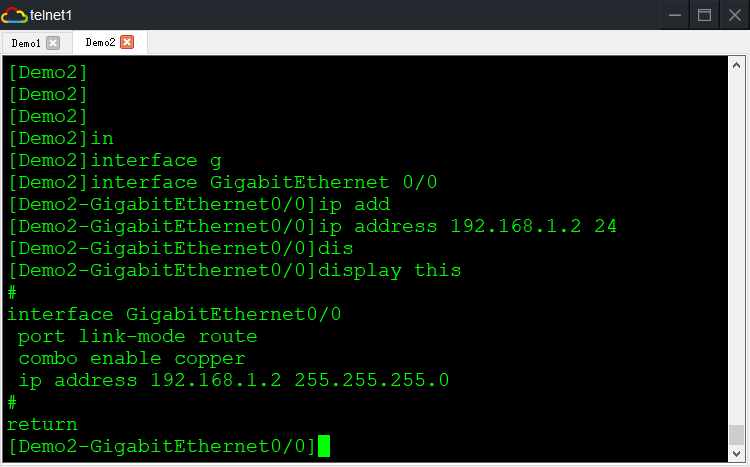 telnet1
Demo1 Demo2
[Demo2]
[Demo2]
[Demo2]
[Demo2]in
[Demo2]interface g
[Demo2]interface GigabitEthernet 0/0
[Demo2-GigabitEthernet0/0]ip add
[Demo2-GigabitEthernet0/0]ip address 192.168.1.2 24
[Demo2-GigabitEthernet0/0]dis
[Demo2-GigabitEthernet0/0]display this
#
interface GigabitEthernet0/0
 port link-mode route
 combo enable copper
 ip address 192.168.1.2 255.255.255.0
#
return
[Demo2-GigabitEthernet0/0]